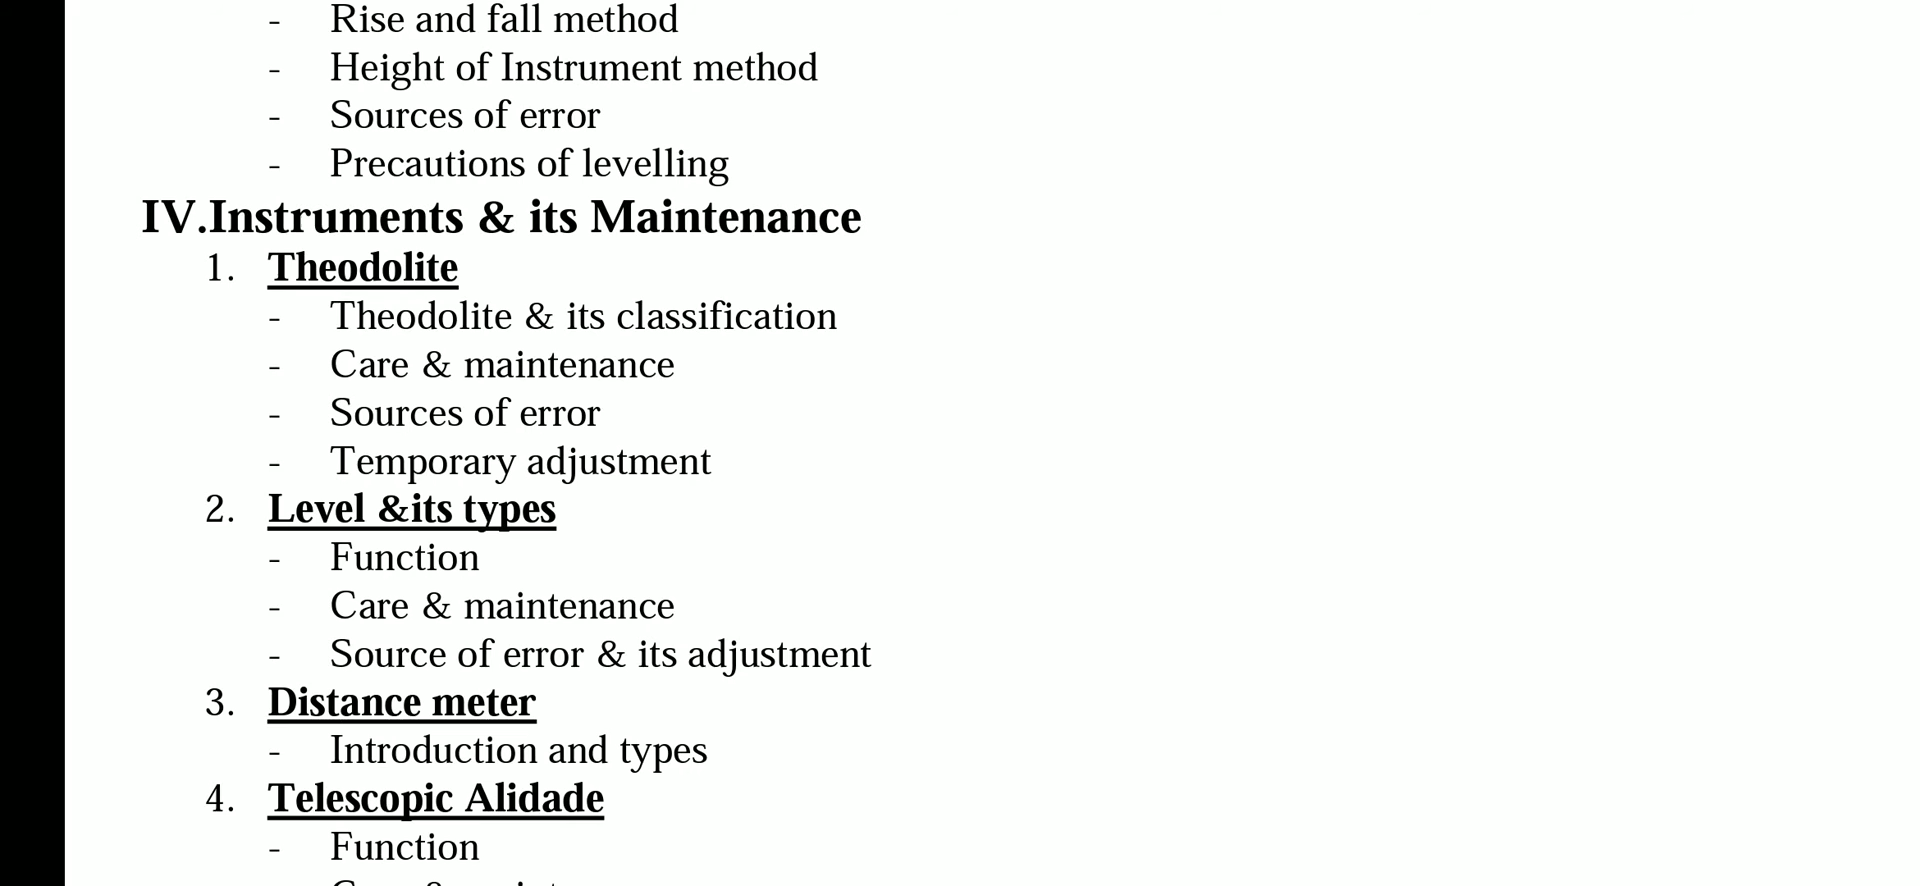 - Rise and fall method
- Height of Instrument method
- Sources of error
- Precautions of levelling
IV.Instruments & its Maintenance
1. Theodolite
- Theodolite & its classification
- Care & maintenance
- Sources of error
- Temporary adjustment
2. Level &its types
- Function
- Care & maintenance
- Source of error & its adjustment
3. Distance meter
- Introduction and types
4. Telescopic Alidade
- Function